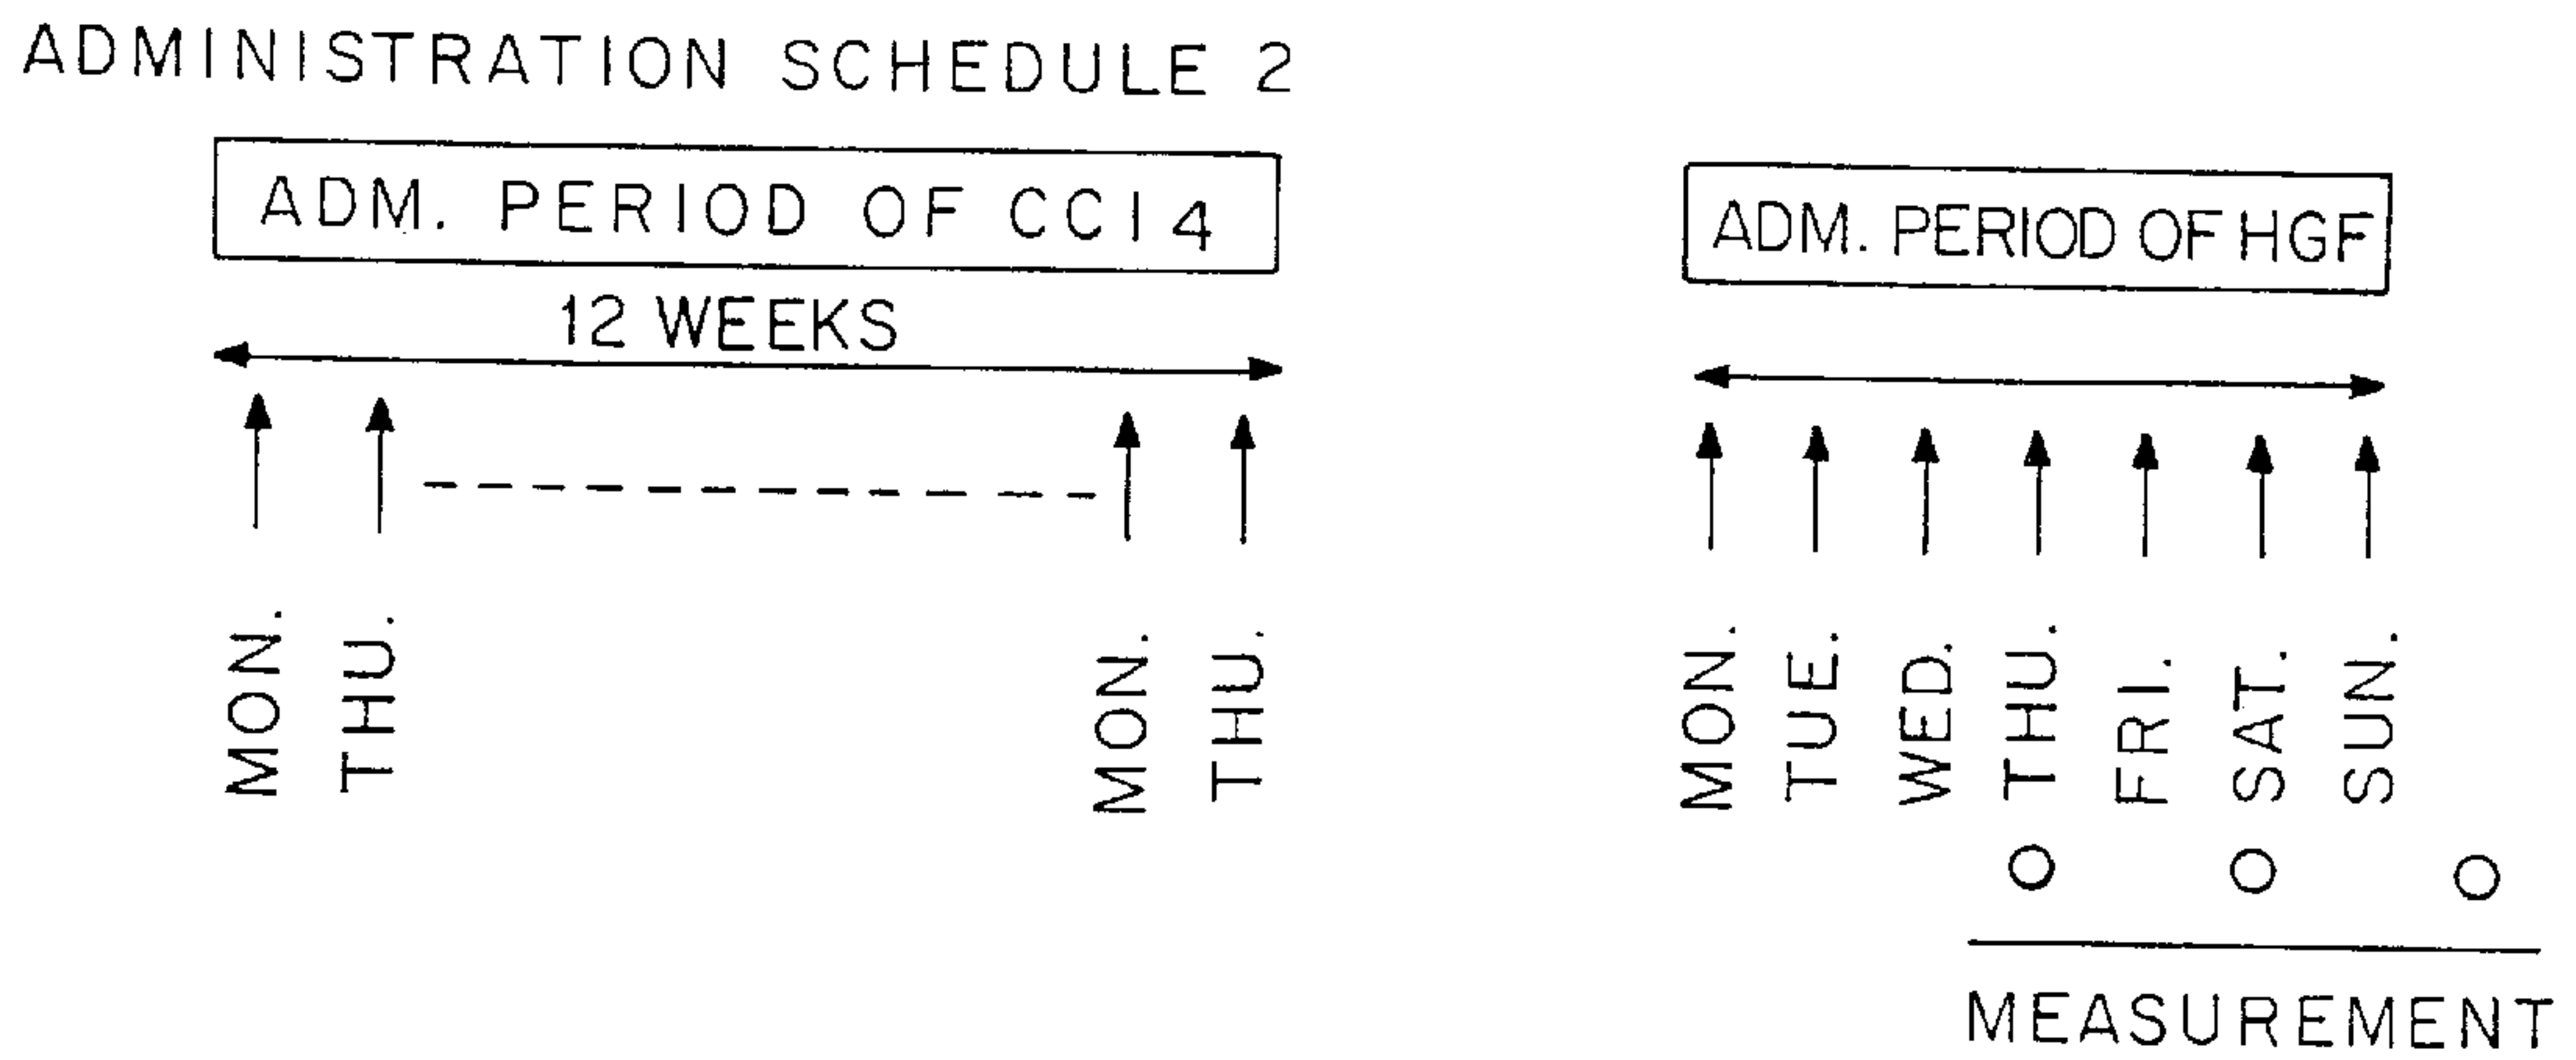 ADMINISTRATION SCHEDULE 2
ADM. PERIOD OF CCl4
ADM. PERIOD OF HGF
12 WEEKS
MON.
THU.
MON.
THU.
MON.
TUE.
WED.
THU.
FRI.
SAT.
SUN.
MEASUREMENT